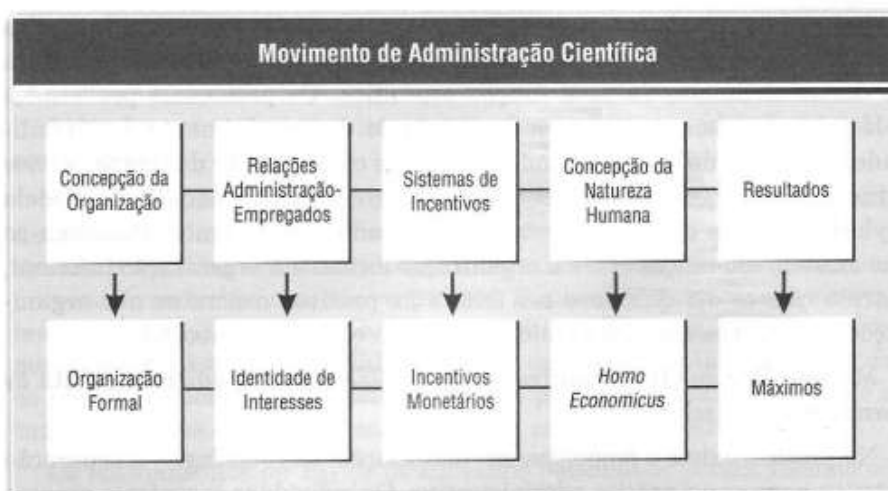 Movimento de Administração Científica
Concepção da
Organização
Relações
Administração-
Empregados
Sistemas de
Incentivos
Concepção da
Natureza
Humana
Resultados
Organização
Formal
Identidade de
Interesses
Incentivos
Monetários
Homo
Economícus
Máximos